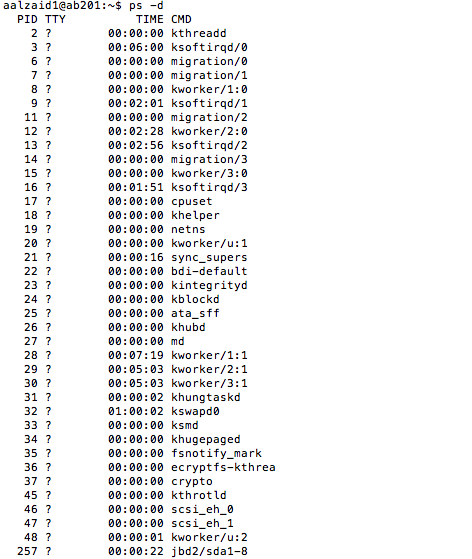 aalzaid1@ab201:~$ ps -d
PID TTY TIME CMD
2 ? 00:00:00 kthreadd
3 ? 00:06:00 ksoftirqd/0
6 ? 00:00:00 migration/0
7 ? 00:00:00 migration/1
8 ? 00:00:00 kworker/1:0
9 ? 00:02:01 ksoftirqd/1
11 ? 00:00:00 migration/2
12 ? 00:02:28 kworker/2:0
13 ? 00:02:56 ksoftirqd/2
14 ? 00:00:00 migration/3
15 ? 00:00:00 kworker/3:0
16 ? 00:01:51 ksoftirqd/3
17 ? 00:00:00 cpuset
18 ? 00:00:00 khelper
19 ? 00:00:00 netns
20 ? 00:00:00 kworker/u:1
21 ? 00:00:16 sync_supers
22 ? 00:00:00 bdi-default
23 ? 00:00:00 kintegrityd
24 ? 00:00:00 kblockd
25 ? 00:00:00 ata_sff
26 ? 00:00:00 khubd
27 ? 00:00:00 md
28 ? 00:07:19 kworker/1:1
29 ? 00:05:03 kworker/2:1
30 ? 00:05:03 kworker/3:1
31 ? 00:00:02 khungtaskd
32 ? 01:00:02 kswapd0
33 ? 00:00:00 ksmd
34 ? 00:00:00 khugepaged
35 ? 00:00:00 fsnotify_mark
36 ? 00:00:00 ecryptfs-kthrea
37 ? 00:00:00 crypto
45 ? 00:00:00 kthrotld
46 ? 00:00:00 scsi_eh_0
47 ? 00:00:00 scsi_eh_1
48 ? 00:00:01 kworker/u:2
257 ? 00:00:22 jbd2/sda1-8